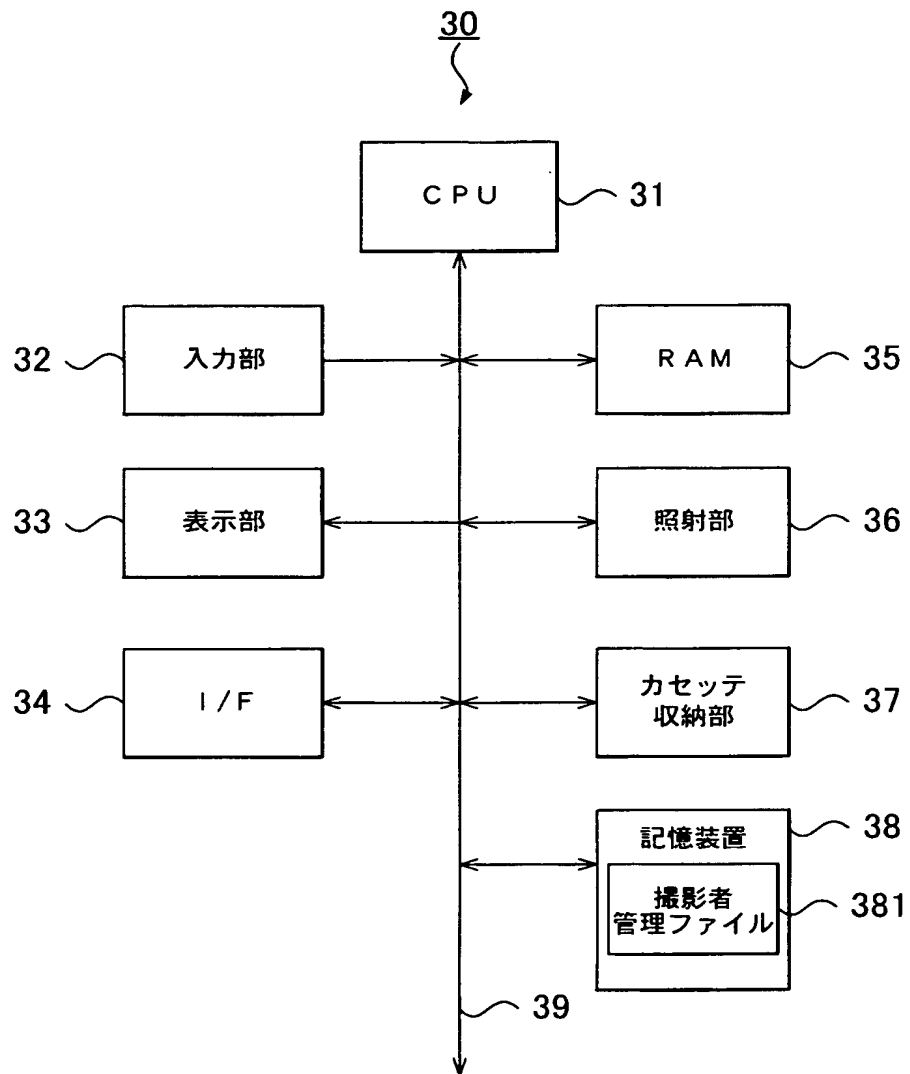 30
CPU
31
32
入力部
RAM
35
33
表示部
照射部
36
34
I/F
カセッテ
収納部
37
記憶装置
38
撮影者
管理ファイル
381
39